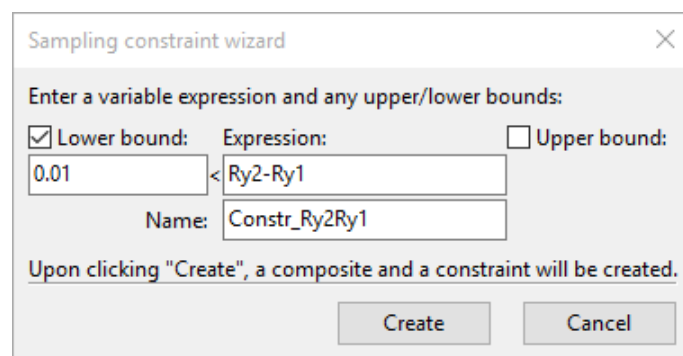 Sampling constraint wizard
Enter a variable expression and any upper/lower bounds:
Lower bound: Expression: Upper bound:
0.01 < Ry2-Ry1
Name: Constr_Ry2Ry1
Upon clicking "Create", a composite and a constraint will be created.
Create Cancel